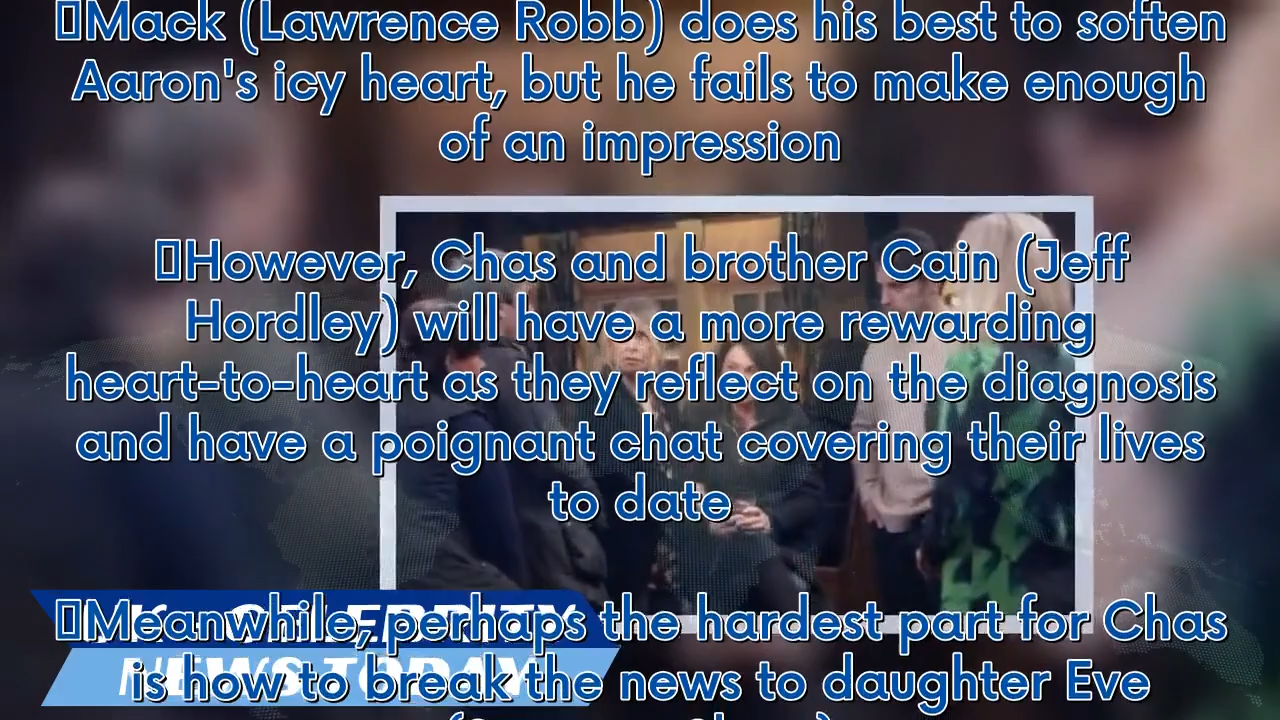 Mack (Lawrence Robb) does his best to soften
Aaron's icy heart, but he fails to make enough
of an impression
However, Chas and brother Cain (Jeff
Hordley) will have a more rewarding
heart-to-heart as they reflect on the diagnosis
and have a poignant chat covering their lives
to date
Meanwhile, perhaps the hardest part for Chas
is how to break the news to daughter Eve
CELEBRITY
NEWS TODAY